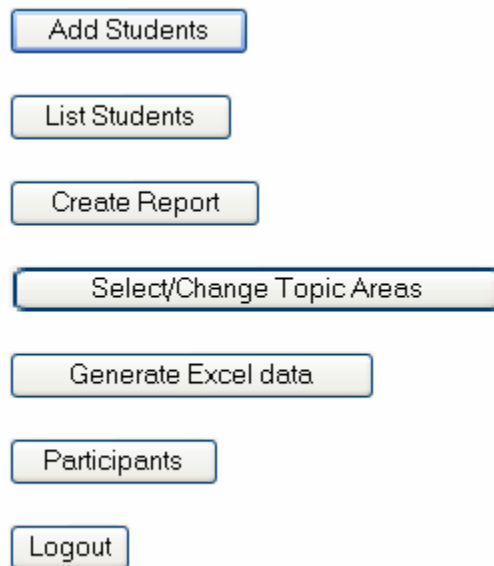 Add Students
List Students
Create Report
Select/Change Topic Areas
Generate Excel data
Participants
Logout